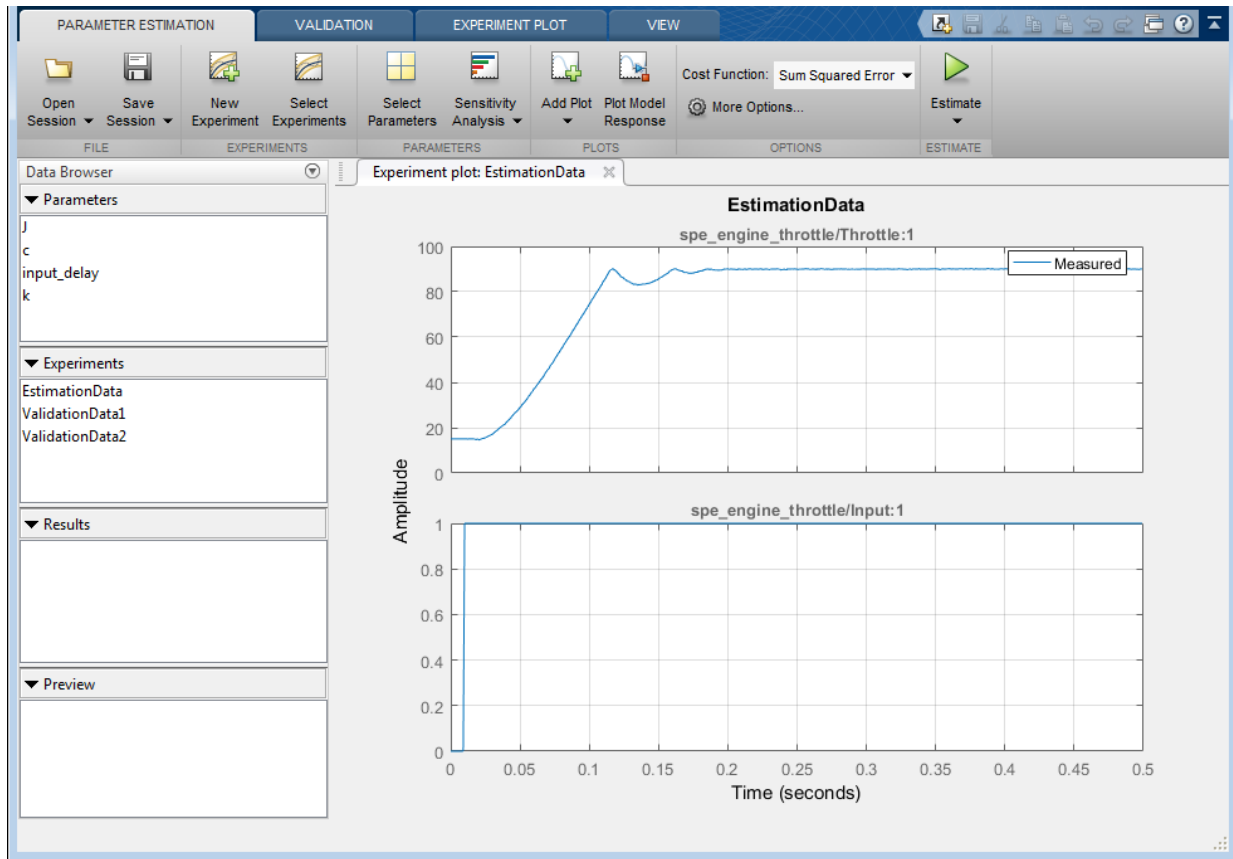 PARAMETER ESTIMATION VALIDATION EXPERIMENT PLOT VIEW
Open Session
Save Session
New Experiment
Select Experiments
Select Parameters
Sensitivity Analysis
Add Plot
Plot Model Response
Cost Function: Sum Squared Error
More Options...
Estimate
FILE EXPERIMENTS PARAMETERS PLOTS OPTIONS ESTIMATE
Data Browser
Parameters
J
c
input_delay
k
Experiments
EstimationData
ValidationData1
ValidationData2
Results
Preview
Experiment plot: EstimationData
EstimationData
spe_engine_throttle/Throttle:1
Measured
100
80
60
40
20
0
Amplitude
spe_engine_throttle/Input:1
1
0.8
0.6
0.4
0.2
0
0 0.05 0.1 0.15 0.2 0.25 0.3 0.35 0.4 0.45 0.5
Time (seconds)